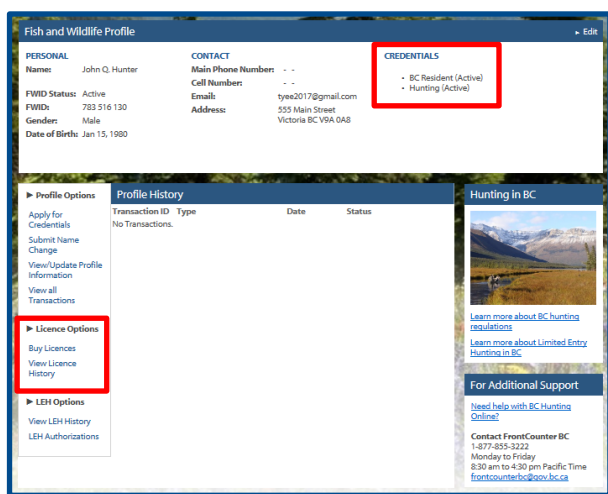 Fish and Wildlife Profile
▸ Edit
PERSONAL
Name: John Q. Hunter
FWID Status: Active
FWID: 783 516 130
Gender: Male
Date of Birth: Jan 15, 1980
CONTACT
Main Phone Number: - -
Cell Number: - -
Email: tyee2017@gmail.com
Address: 555 Main Street
Victoria BC V9A 0A8
CREDENTIALS
• BC Resident (Active)
• Hunting (Active)
► Profile Options
Apply for
Credentials
Submit Name
Change
View/Update Profile
Information
View all
Transactions
► Licence Options
Buy Licences
View Licence
History
► LEH Options
View LEH History
LEH Authorizations
Profile History
Transaction ID Type Date Status
No Transactions.
Hunting in BC
Learn more about BC hunting
regulations
Learn more about Limited Entry
Hunting in BC
For Additional Support
Need help with BC Hunting
Online?
Contact FrontCounter BC
1-877-855-3222
Monday to Friday
8:30 am to 4:30 pm Pacific Time
frontcounterbc@gov.bc.ca